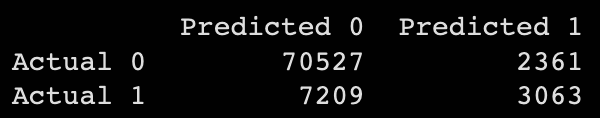 Predicted 0 Predicted 1
Actual 0 70527 2361
Actual 1 7209 3063